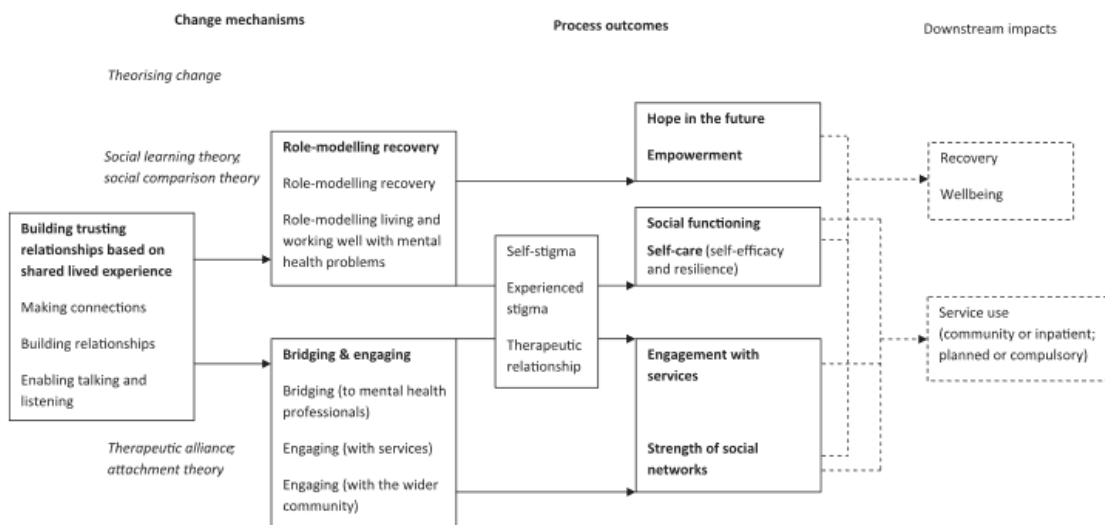 Change mechanisms
Process outcomes
Downstream impacts
Theorising change
Social learning theory;
social comparison theory
Building trusting
relationships based on
shared lived experience
Making connections
Building relationships
Enabling talking and
listening
Therapeutic alliance;
attachment theory
Role-modelling recovery
Role-modelling recovery
Role-modelling living and
working well with mental
health problems
Bridging & engaging
Bridging (to mental health
professionals)
Engaging (with services)
Engaging (with the wider
community)
Self-stigma
Experienced
stigma
Therapeutic
relationship
Hope in the future
Empowerment
Social functioning
Self-care (self-efficacy
and resilience)
Engagement with
services
Strength of social
networks
Recovery
Wellbeing
Service use
(community or inpatient;
planned or compulsory)